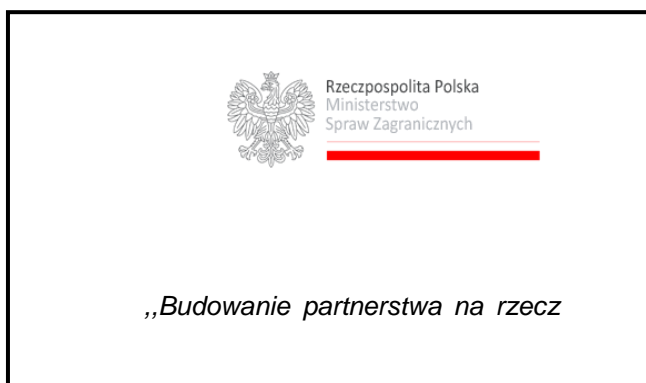 Rzeczpospolita Polska
Ministerstwo
Spraw Zagranicznych
,,Budowanie partnerstwa na rzecz